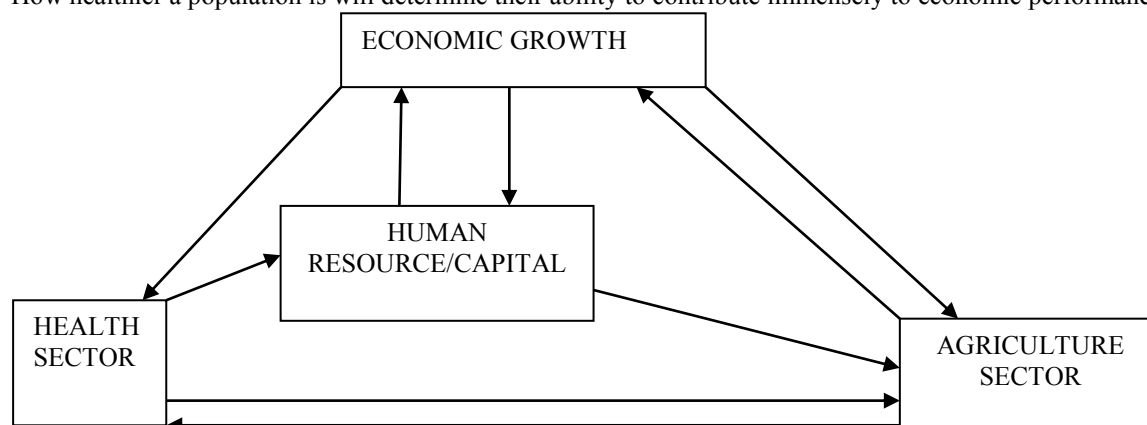 How healthier a population is will determine their ability to contribute immensely to economic performance
ECONOMIC GROWTH
HUMAN
RESOURCE/CAPITAL
HEALTH
SECTOR
AGRICULTURE
SECTOR